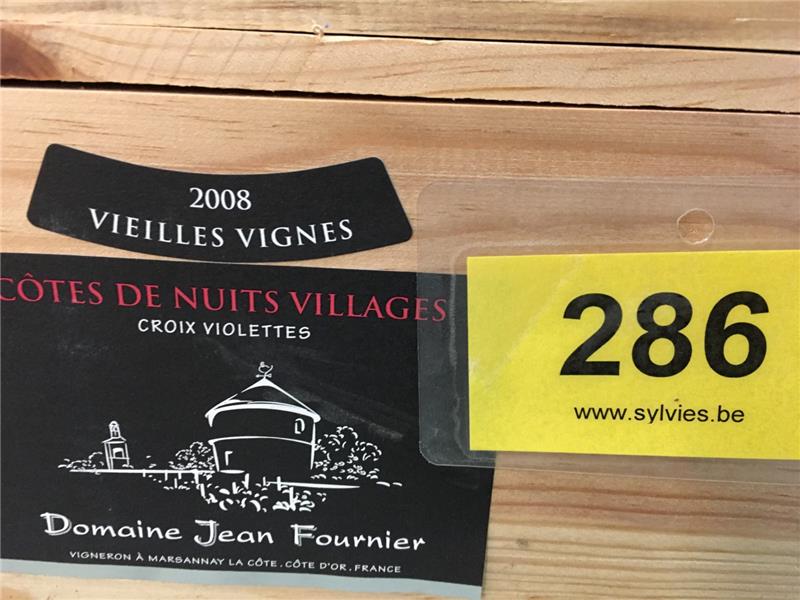 2008
VIEILLES VIGNES
CÔTES DE NUITS VILLAGES
CROIX VIOLETTES
Domaine Jean Fournier
VIGNERON À MARSANNAY LA CÔTE . CÔTE D'OR . FRANCE
286
www.sylvies.be